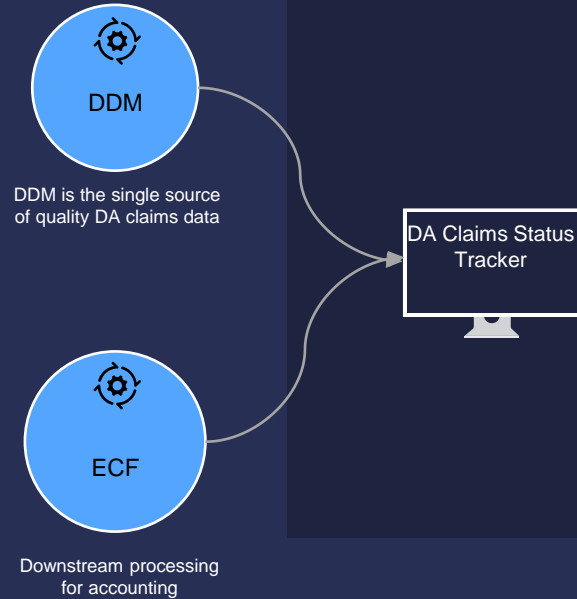 DDM
DDM is the single source
of quality DA claims data
DA Claims Status
Tracker
ECF
Downstream processing
for accounting